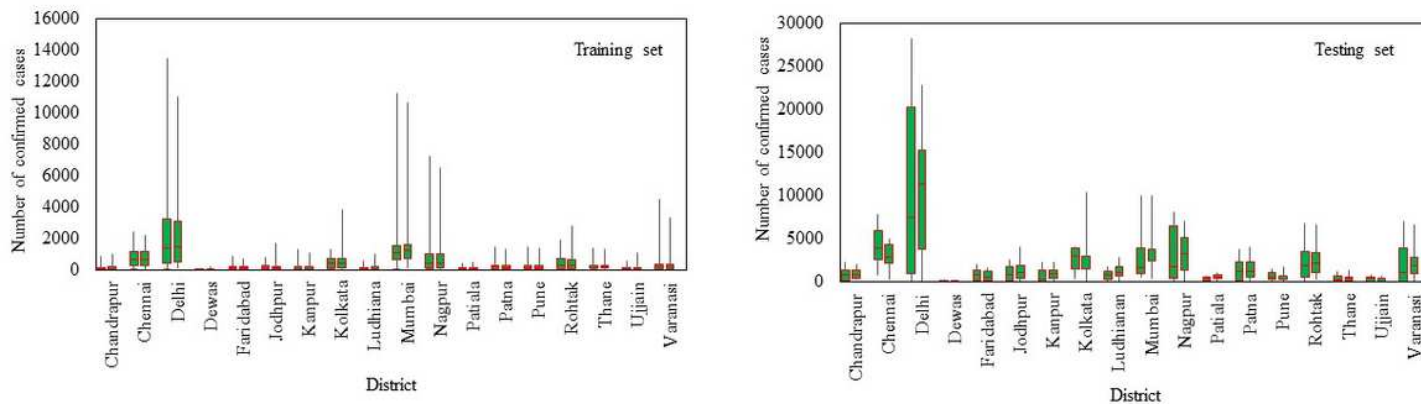 16000
14000
12000
10000
8000
6000
4000
2000
0
Number of confirmed cases
Training set
Chandrapur
Chennai
Delhi
Dewas
Faridabad
Jodhpur
Kanpur
Kolkata
Ludhiana
Mumbai
Nagpur
Patiala
Patna
Pune
Rohtak
Thane
Ujjain
Varanasi
District
30000
25000
20000
15000
10000
5000
0
Number of confirmed cases
Testing set
Chandrapur
Chennai
Delhi
Dewas
Faridabad
Jodhpur
Kanpur
Kolkata
Ludhianan
Mumbai
Nagpur
Patiala
Patna
Pune
Rohtak
Thane
Ujjain
Varanasi
District